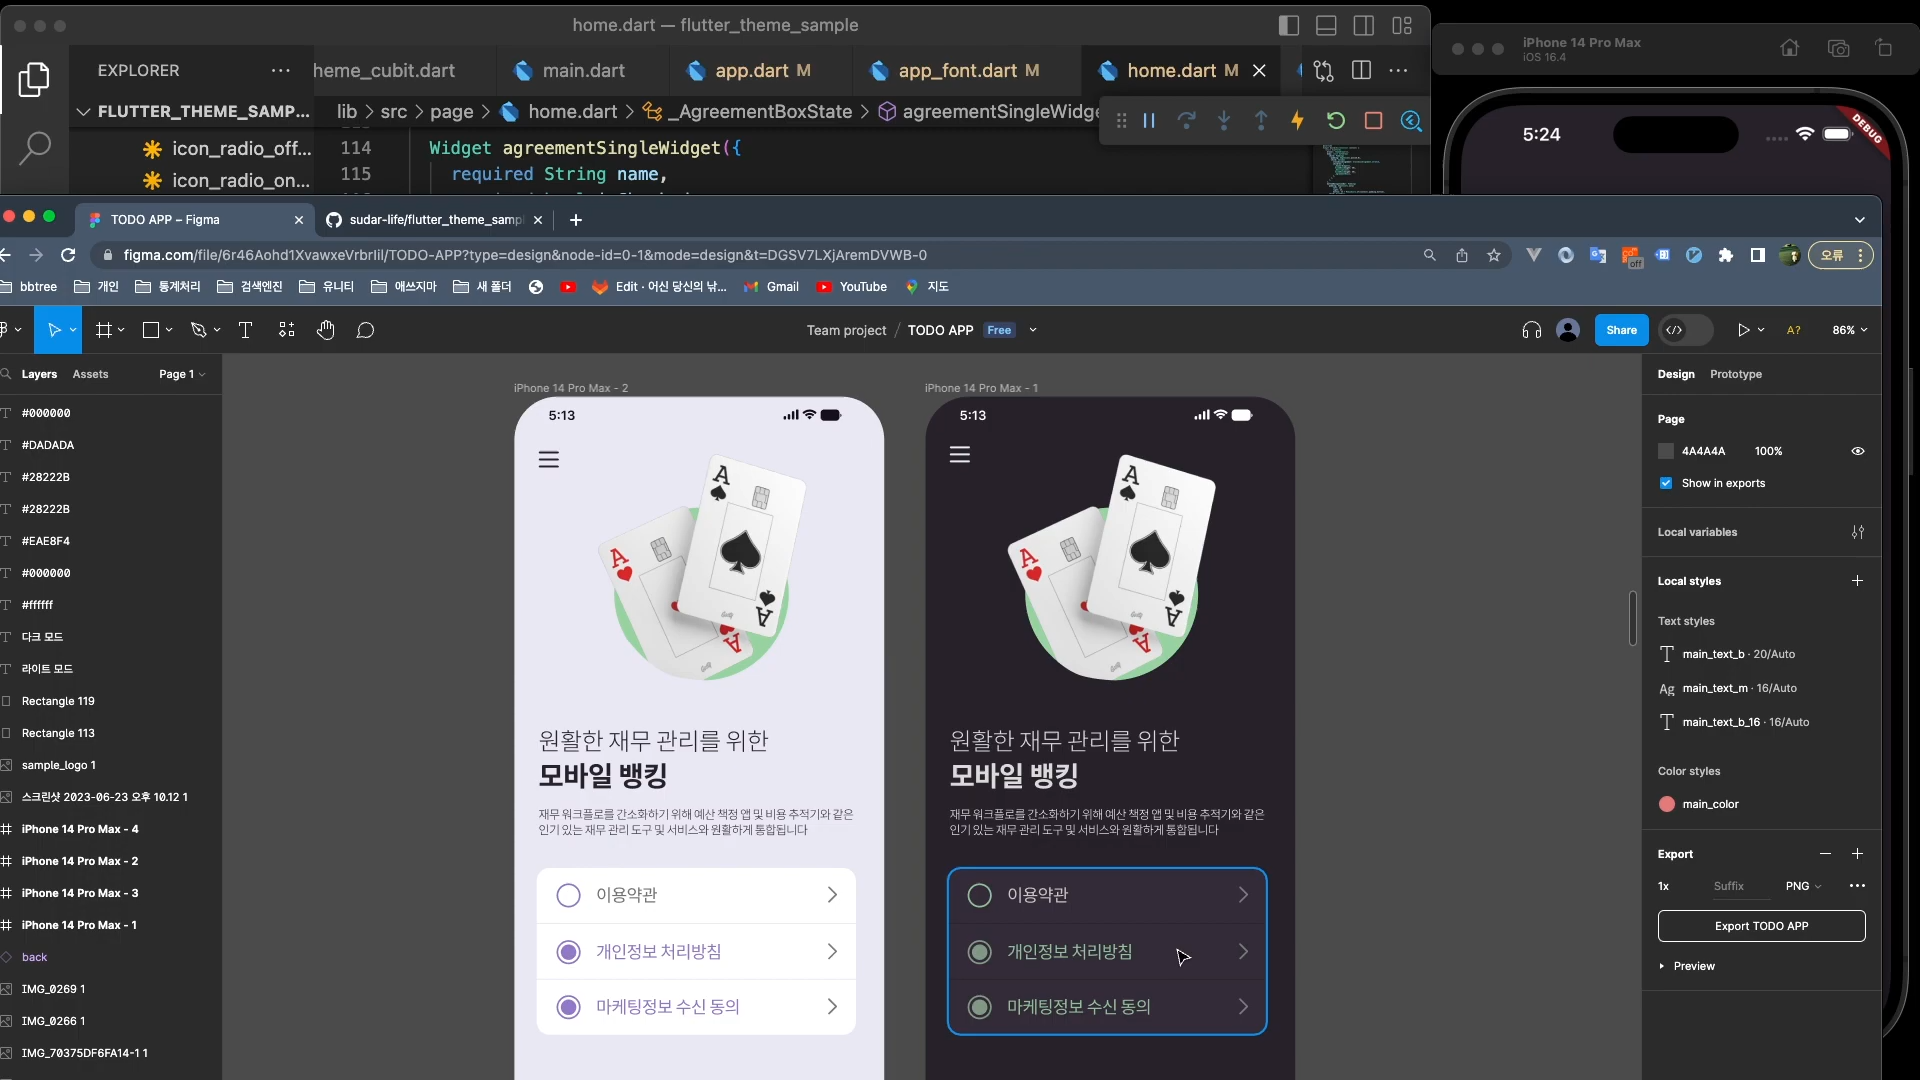 home.dart — flutter_theme_sample
EXPLORER
heme_cubit.dart
main.dart
app.dart M
app_font.dart M
home.dart M
FLUTTER_THEME_SAMP...
lib > src > page > home.dart > _AgreementBoxState > agreementSingleWidge
icon_radio_off...
icon_radio_on...
114 Widget agreementSingleWidget({
115 required String name,
iPhone 14 Pro Max
iOS 16.4
5:24
DEBUG
TODO APP – Figma
sudar-life/flutter_theme_samp
figma.com/file/6r46Aohd1XvawxeVrbrlil/TODO-APP?type=design&node-id=0-1&mode=design&t=DGSV7LXjAremDVWB-0
off
오류
bbtree
개인
통계처리
검색엔진
유니티
애쓰지마
새 폴더
Edit · 어신 당신의 낚...
Gmail
YouTube
지도
Team project / TODO APP Free
Share
A?
86%
Layers
Assets
Page 1
#000000
#DADADA
#28222B
#28222B
#EAE8F4
#000000
#ffffff
다크 모드
라이트 모드
Rectangle 119
Rectangle 113
sample_logo 1
스크린샷 2023-06-23 오후 10.12 1
iPhone 14 Pro Max - 4
iPhone 14 Pro Max - 2
iPhone 14 Pro Max - 3
iPhone 14 Pro Max - 1
back
IMG_0269 1
IMG_0266 1
IMG_70375DF6FA14-1 1
iPhone 14 Pro Max - 2
5:13
A
A
A
A
원활한 재무 관리를 위한
모바일 뱅킹
재무 워크플로를 간소화하기 위해 예산 책정 앱 및 비용 추적기와 같은
인기 있는 재무 관리 도구 및 서비스와 원활하게 통합됩니다
이용약관
개인정보 처리방침
마케팅정보 수신 동의
iPhone 14 Pro Max - 1
5:13
A
A
A
A
원활한 재무 관리를 위한
모바일 뱅킹
재무 워크플로를 간소화하기 위해 예산 책정 앱 및 비용 추적기와 같은
인기 있는 재무 관리 도구 및 서비스와 원활하게 통합됩니다
이용약관
개인정보 처리방침
마케팅정보 수신 동의
Design
Prototype
Page
4A4A4A 100%
Show in exports
Local variables
Local styles
Text styles
main_text_b · 20/Auto
Ag main_text_m · 16/Auto
main_text_b_16 · 16/Auto
Color styles
main_color
Export
1x Suffix PNG
Export TODO APP
Preview